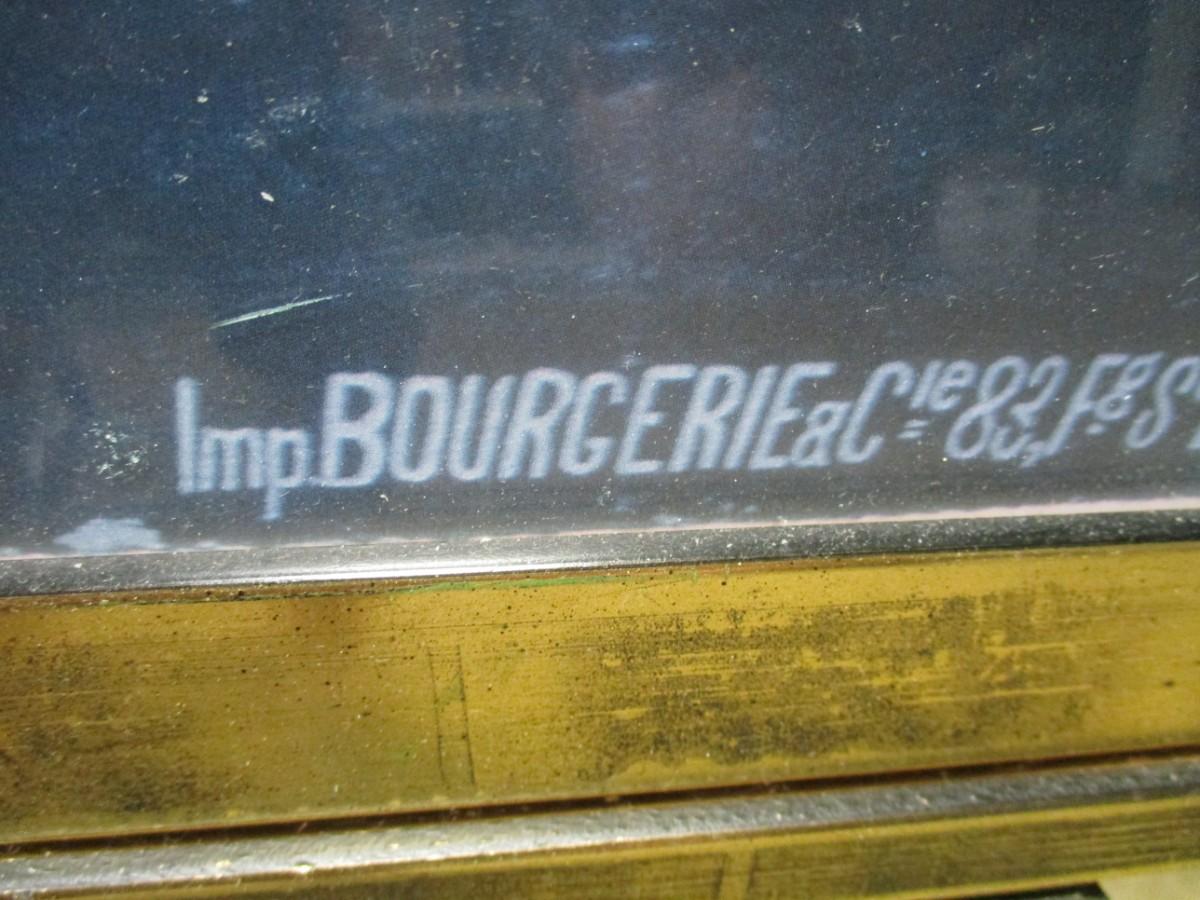 Imp. BOURGERIE & Cie 83, Fg S